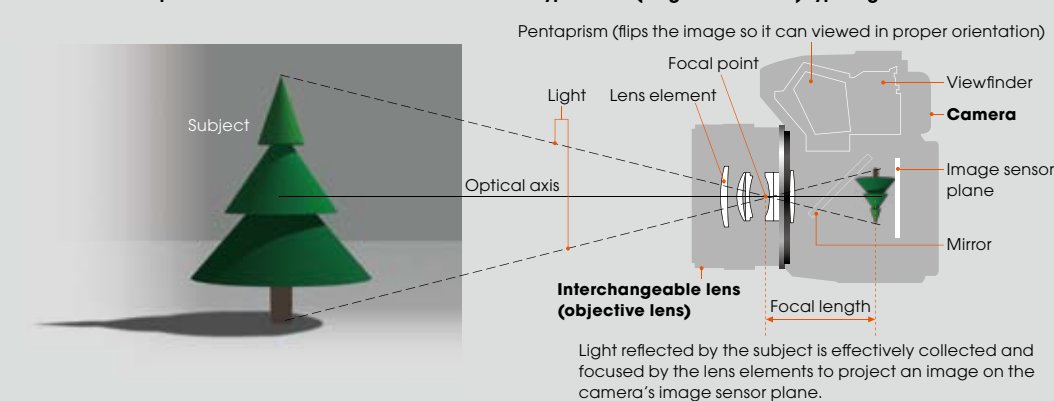 Pentaprism (flips the image so it can viewed in proper orientation)
Focal point
Viewfinder
Light
Lens element
Camera
Subject
Image sensor
plane
Optical axis
Mirror
Interchangeable lens
(objective lens)
Focal length
Light reflected by the subject is effectively collected and
focused by the lens elements to project an image on the
camera's image sensor plane.